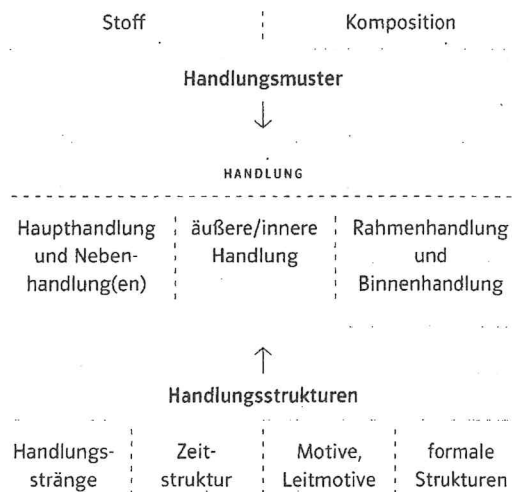 Stoff Komposition
Handlungsmuster
HANDLUNG
Haupthandlung äußere/innere Rahmenhandlung
und Neben- Handlung und
handlung(en) Binnenhandlung
Handlungsstrukturen
Handlungs- Zeit- Motive, formale
stränge struktur Leitmotive Strukturen